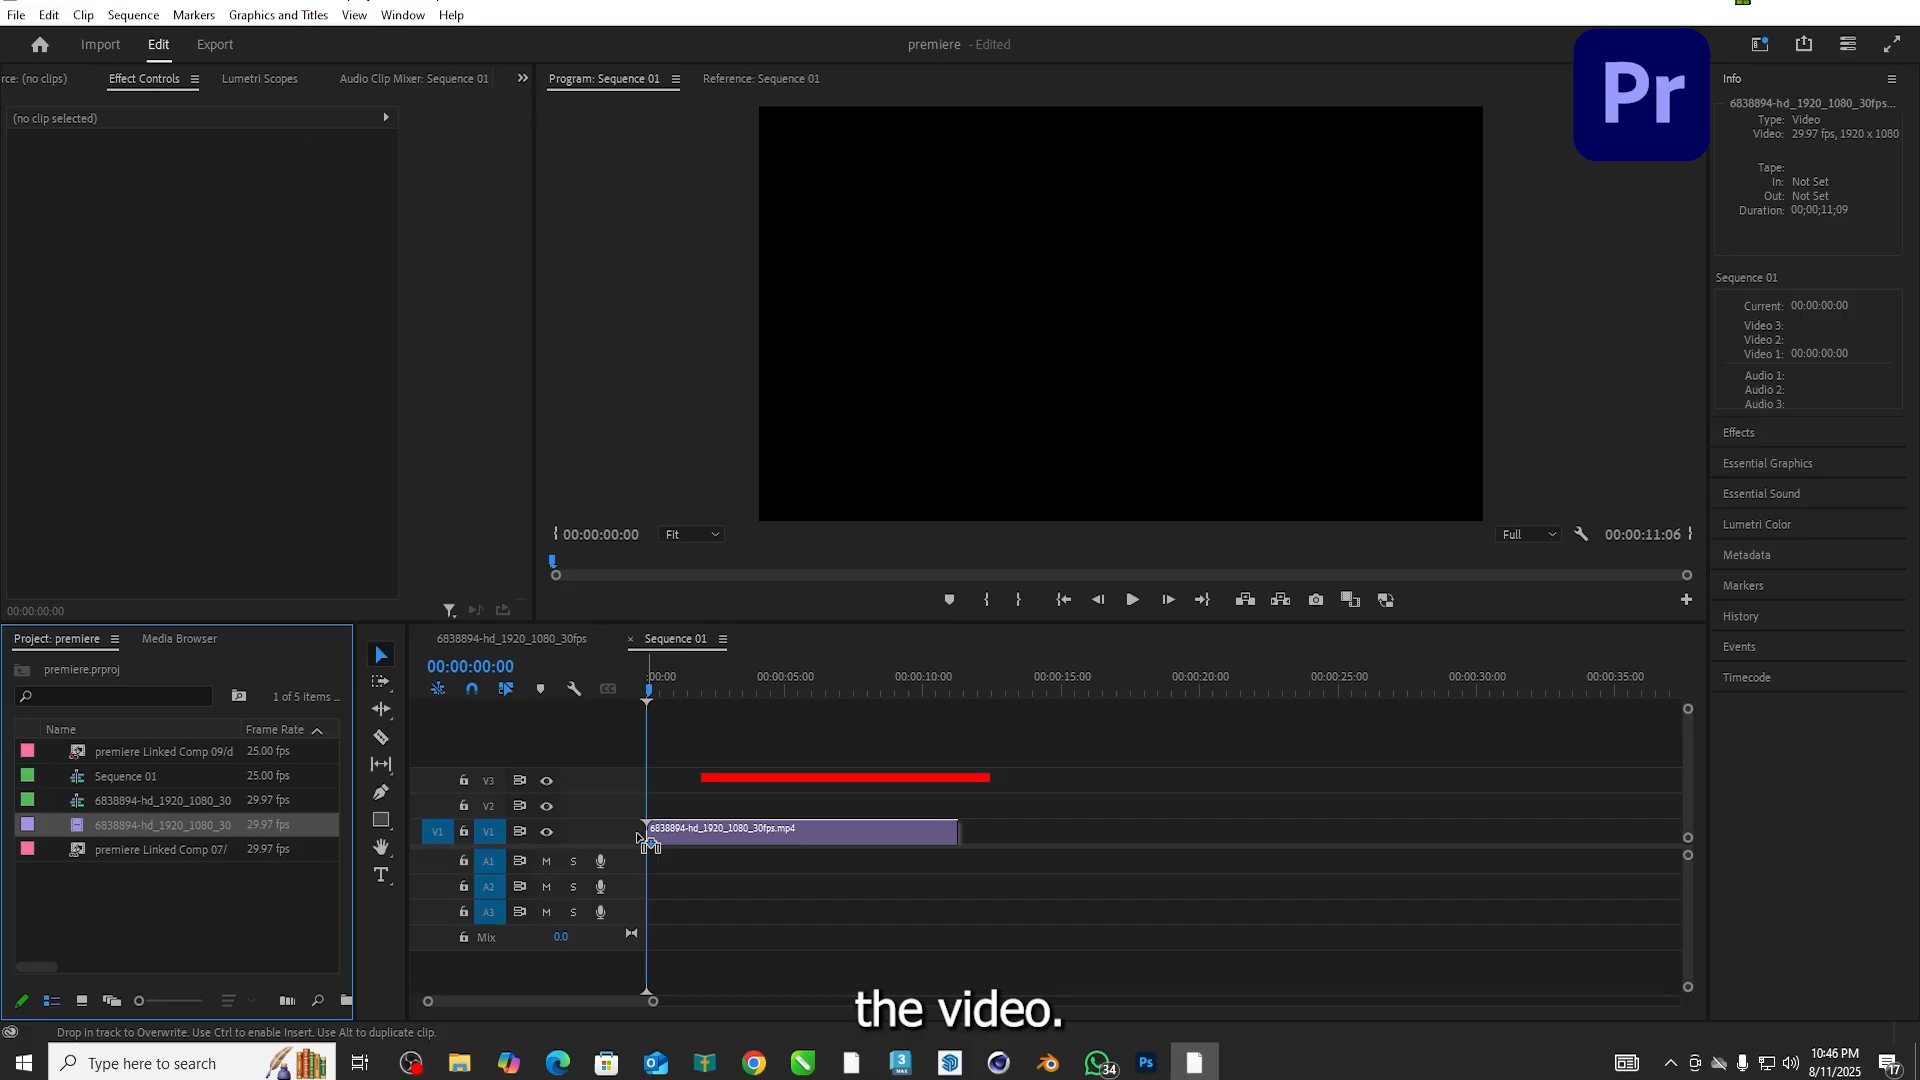 File Edit Clip Sequence Markers Graphics and Titles View Window Help
Import Edit Export premiere - Edited
rce: (no clips) Effect Controls Lumetri Scopes Audio Clip Mixer: Sequence 01 Program: Sequence 01 Reference: Sequence 01 Info
Pr
(no clip selected)
6838894-hd_1920_1080_30fps...
Type: Video
Video: 29.97 fps, 1920 x 1080
Tape:
In: Not Set
Out: Not Set
Duration: 00;00;11;09
Sequence 01
Current: 00:00:00:00
Video 3:
Video 2:
Video 1: 00:00:00:00
Audio 1:
Audio 2:
Audio 3:
Effects
Essential Graphics
Essential Sound
Lumetri Color
Metadata
Markers
History
Events
Timecode
00:00:00:00 Fit Full 00:00:11:06
00:00:00:00
Project: premiere Media Browser
premiere.prproj
1 of 5 items ...
Name Frame Rate
premiere Linked Comp 09/d 25.00 fps
Sequence 01 25.00 fps
6838894-hd_1920_1080_30 29.97 fps
6838894-hd_1920_1080_30 29.97 fps
premiere Linked Comp 07/ 29.97 fps
T
6838894-hd_1920_1080_30fps × Sequence 01
00:00:00:00
:00:00 00:00:05:00 00:00:10:00 00:00:15:00 00:00:20:00 00:00:25:00 00:00:30:00 00:00:35:00
CC
V3
V2
V1 V1 6838894-hd_1920_1080_30fps.mp4
A1 M S
A2 M S
A3 M S
Mix 0.0
the video.
Drop in track to Overwrite. Use Ctrl to enable Insert. Use Alt to duplicate clip.
Type here to search
3
MAX
34
Ps
10:46 PM
8/11/2025
17